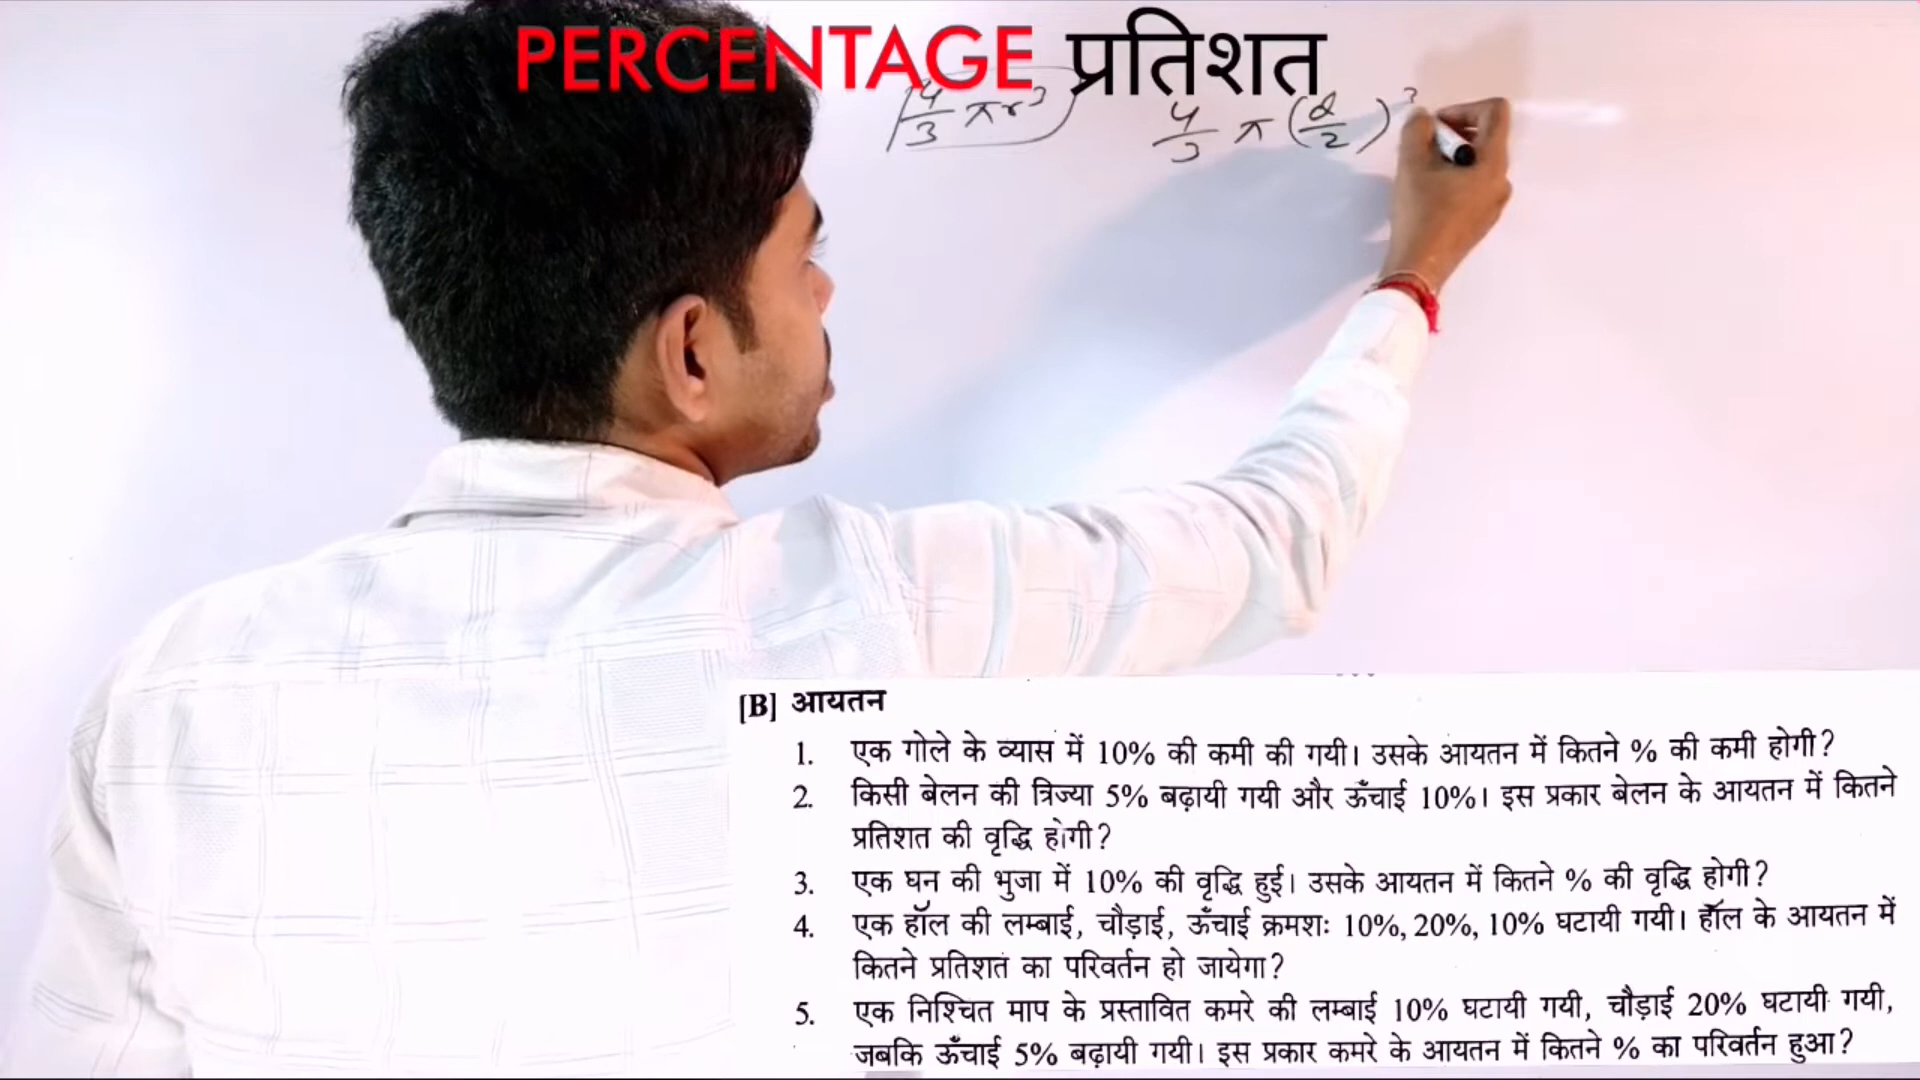 PERCENTAGE प्रतिशत
4/3 πr³ 4/3 π(d/2)³
[B] आयतन
1. एक गोले के व्यास में 10% की कमी की गयी। उसके आयतन में कितने % की कमी होगी?
2. किसी बेलन की त्रिज्या 5% बढ़ायी गयी और ऊँचाई 10%। इस प्रकार बेलन के आयतन में कितने
प्रतिशत की वृद्धि होगी?
3. एक घन की भुजा में 10% की वृद्धि हुई। उसके आयतन में कितने % की वृद्धि होगी?
4. एक हॉल की लम्बाई, चौड़ाई, ऊँचाई क्रमशः 10%, 20%, 10% घटायी गयी। हॉल के आयतन में
कितने प्रतिशत का परिवर्तन हो जायेगा?
5. एक निश्चित माप के प्रस्तावित कमरे की लम्बाई 10% घटायी गयी, चौड़ाई 20% घटायी गयी,
जबकि ऊँचाई 5% बढ़ायी गयी। इस प्रकार कमरे के आयतन में कितने % का परिवर्तन हुआ?